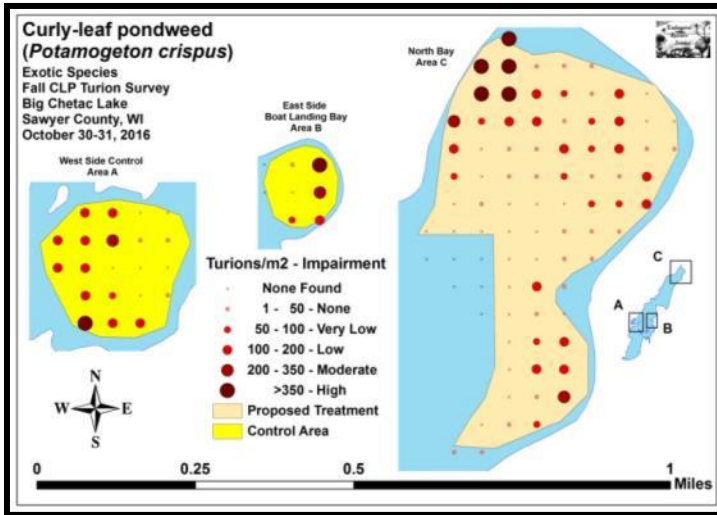 Curly-leaf pondweed
(Potamogeton crispus)
Exotic Species
Fall CLP Turion Survey
Big Chetac Lake
Sawyer County, WI
October 30-31, 2016
North Bay
Area C
East Side
Boat Landing Bay
Area B
West Side Control
Area A
Turions/m2 - Impairment
None Found
1 - 50 - None
50 - 100 - Very Low
100 - 200 - Low
200 - 350 - Moderate
>350 - High
Proposed Treatment
Control Area
C
A
B
N
W
E
S
0
0.25
0.5
1
Miles